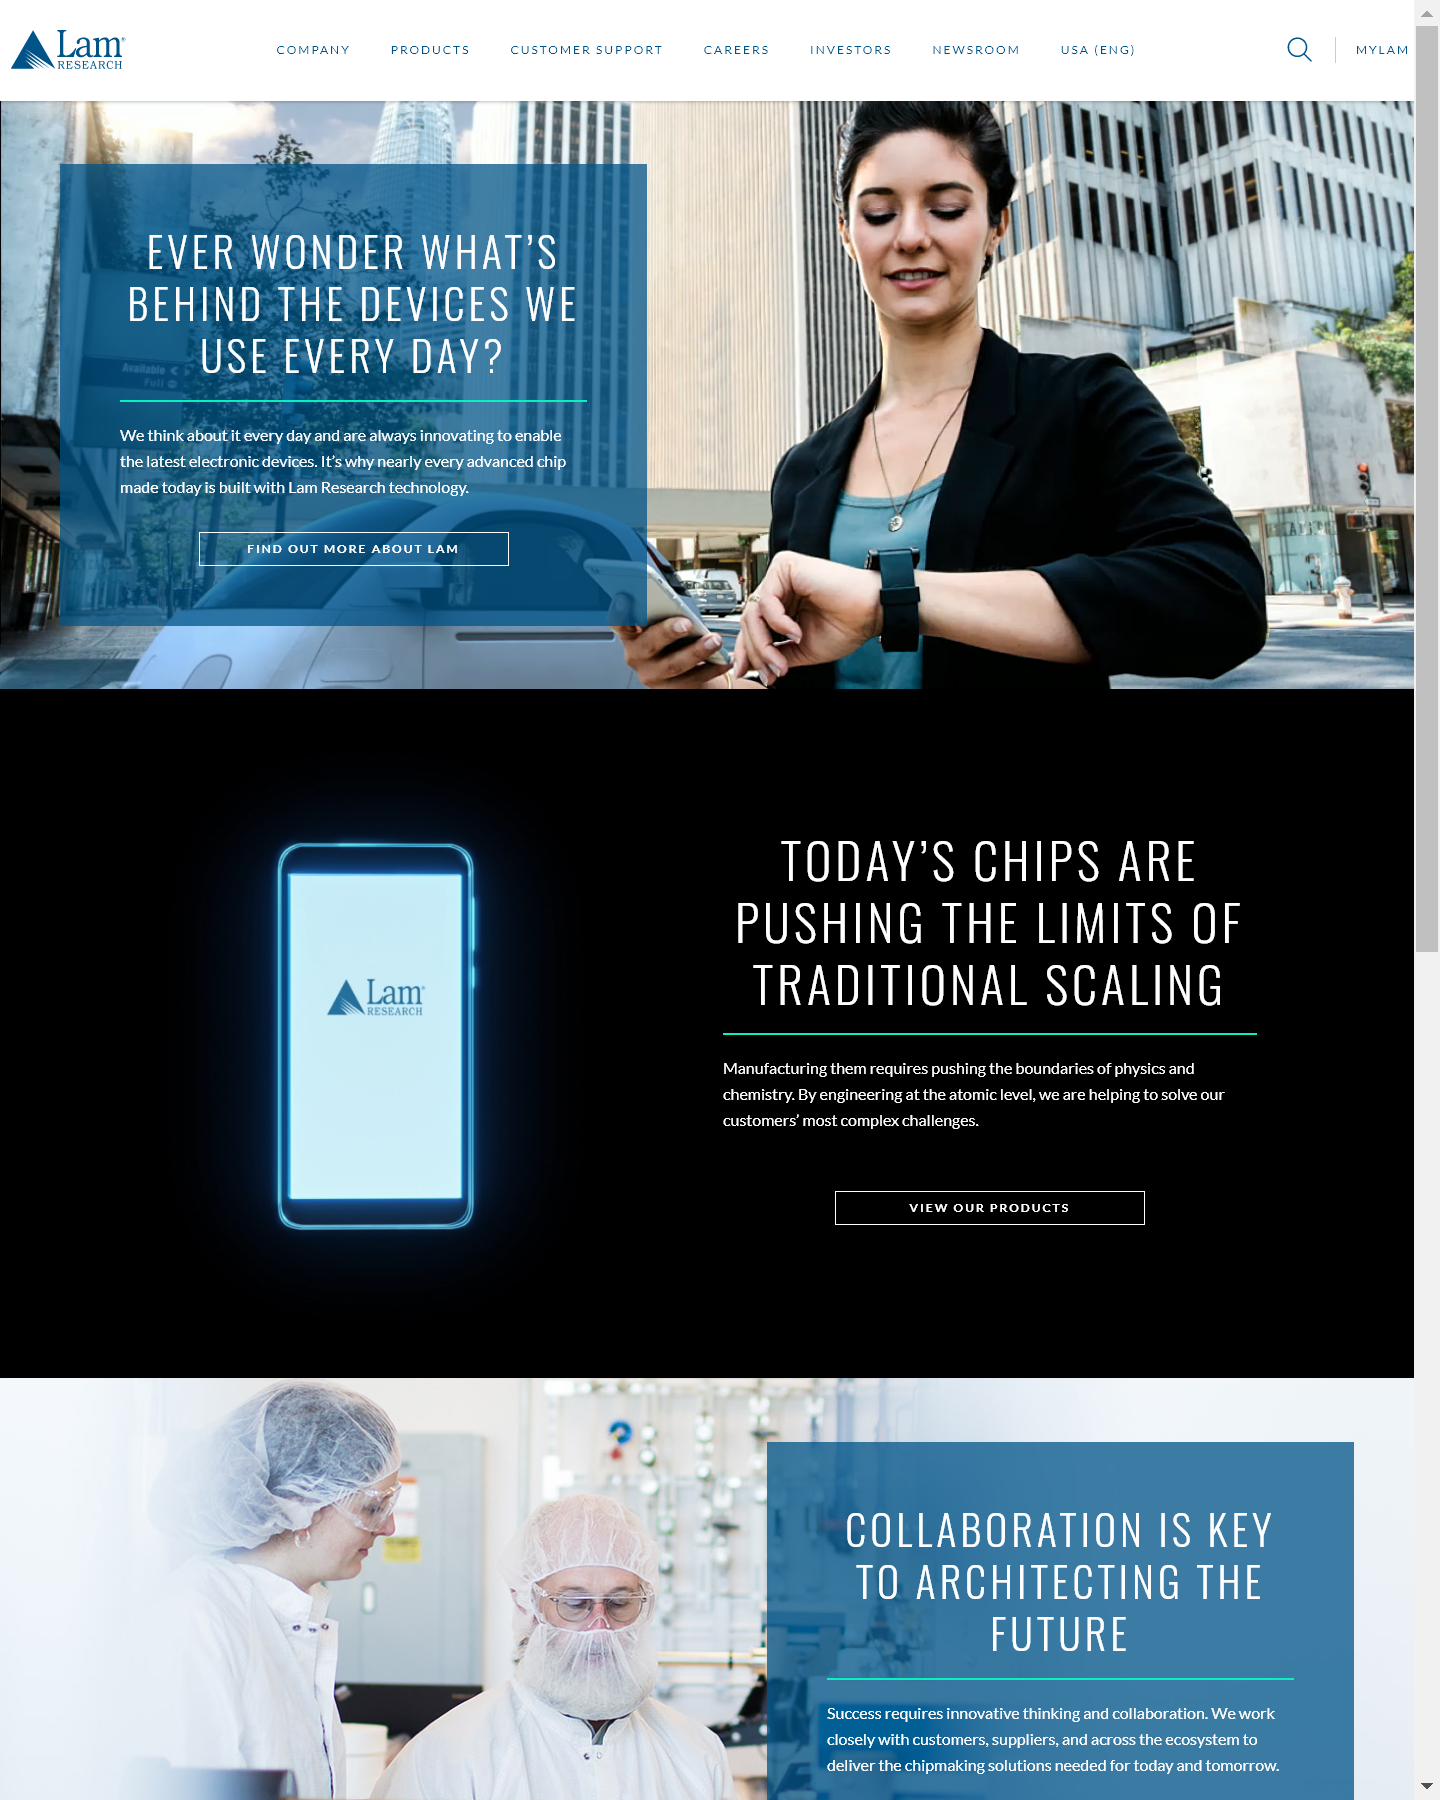 Lam
RESEARCH
COMPANY
PRODUCTS
CUSTOMER SUPPORT
CAREERS
INVESTORS
NEWSROOM
USA (ENG)
MYLAM
EVER WONDER WHAT’S
BEHIND THE DEVICES WE
USE EVERY DAY?
Available
Full
We think about it every day and are always innovating to enable
the latest electronic devices. It’s why nearly every advanced chip
made today is built with Lam Research technology.
FIND OUT MORE ABOUT LAM
Lam
RESEARCH
TODAY’S CHIPS ARE
PUSHING THE LIMITS OF
TRADITIONAL SCALING
Manufacturing them requires pushing the boundaries of physics and
chemistry. By engineering at the atomic level, we are helping to solve our
customers’ most complex challenges.
VIEW OUR PRODUCTS
COLLABORATION IS KEY
TO ARCHITECTING THE
FUTURE
Success requires innovative thinking and collaboration. We work
closely with customers, suppliers, and across the ecosystem to
deliver the chipmaking solutions needed for today and tomorrow.